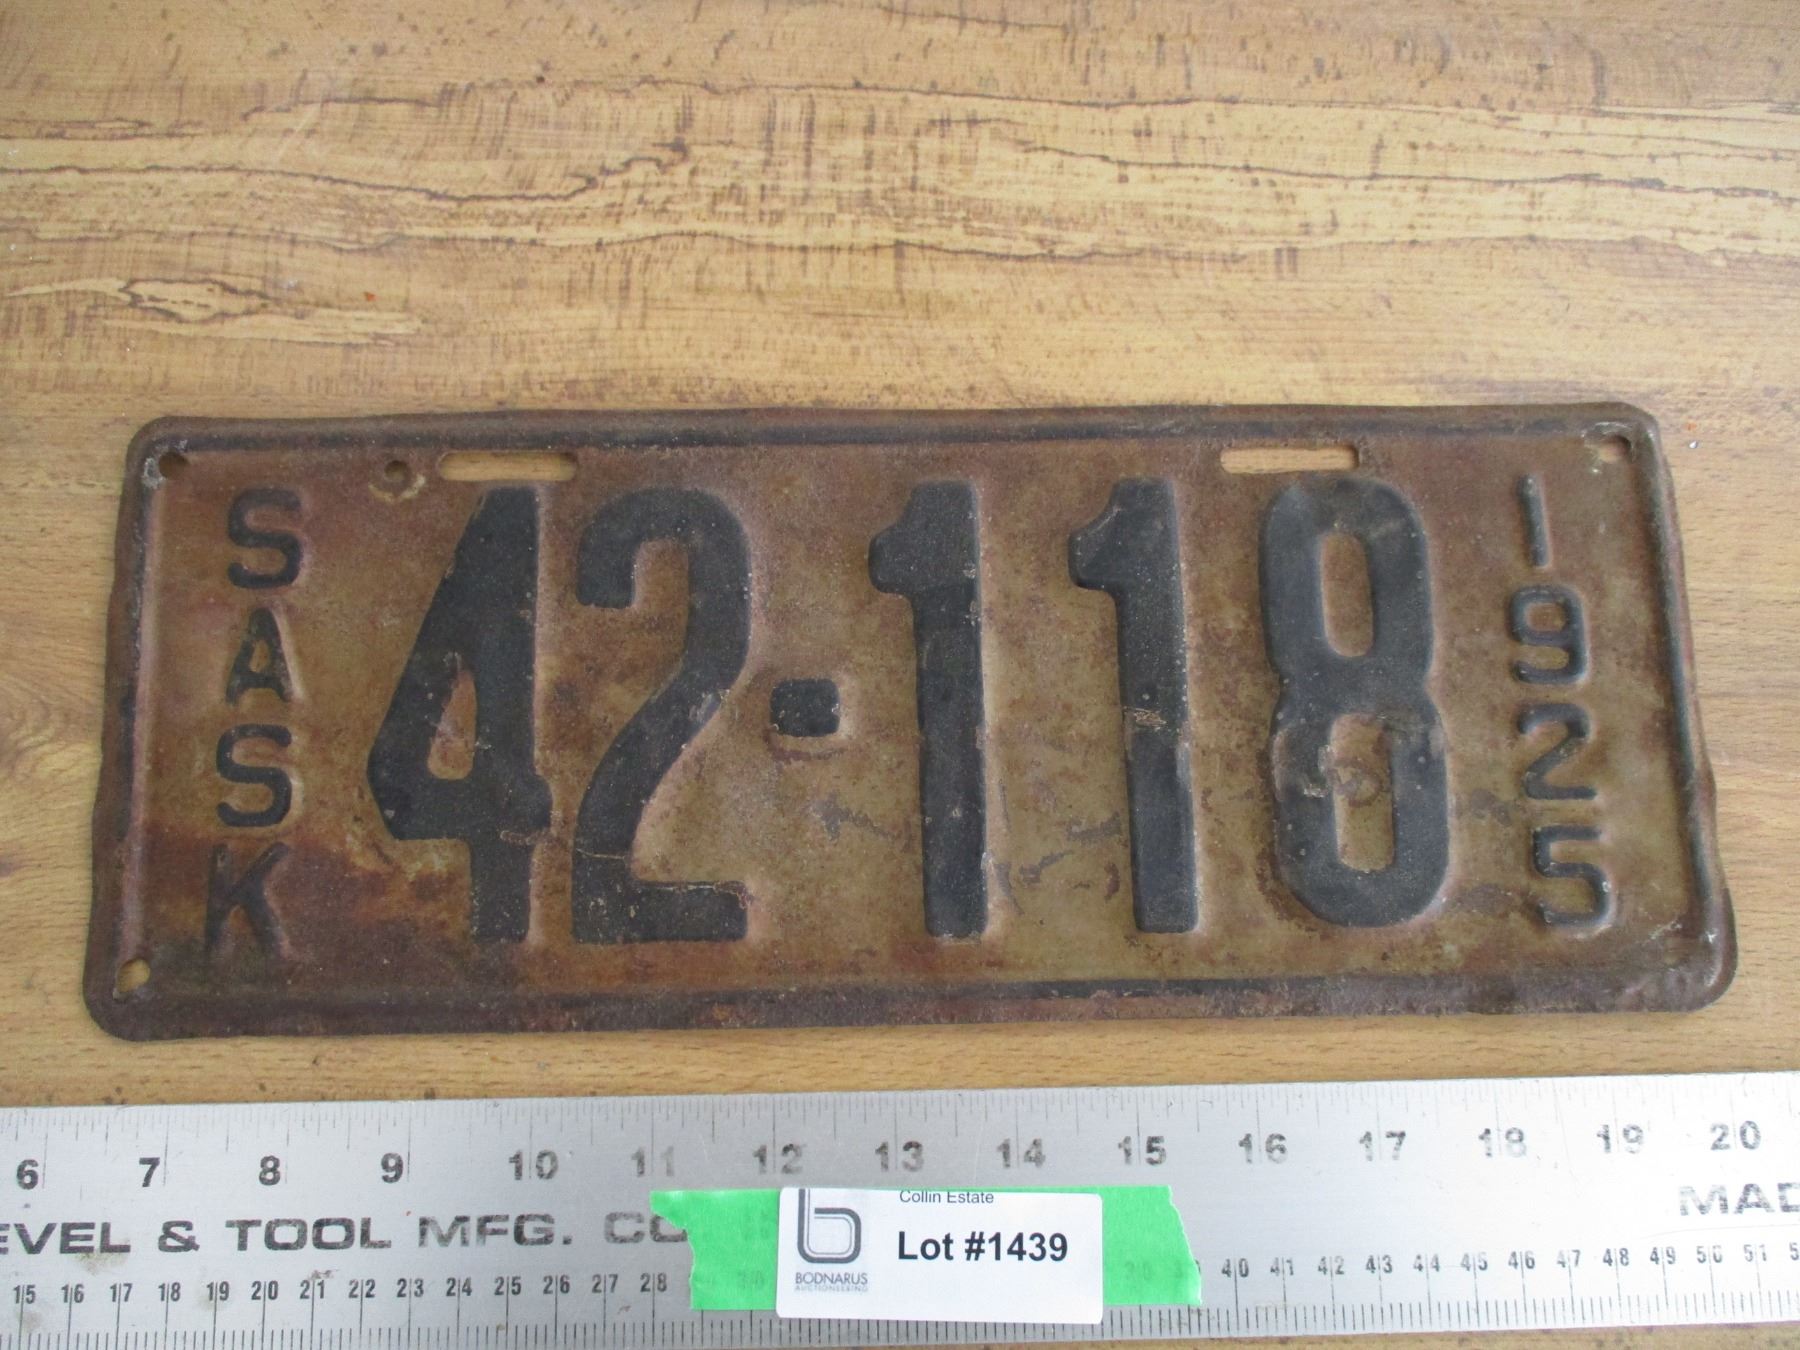 SASK
42-118
1925
6 7 8 9 10 11 12 13 14 15 16 17 18 19 20
EVEL & TOOL MFG. CO
MAD
15 16 17 18 19 20 21 22 23 24 25 26 27 28
40 41 42 43 44 45 46 47 48 49 50 51 5
Collin Estate
Lot #1439
b
BODNARUS
AUCTIONEERING